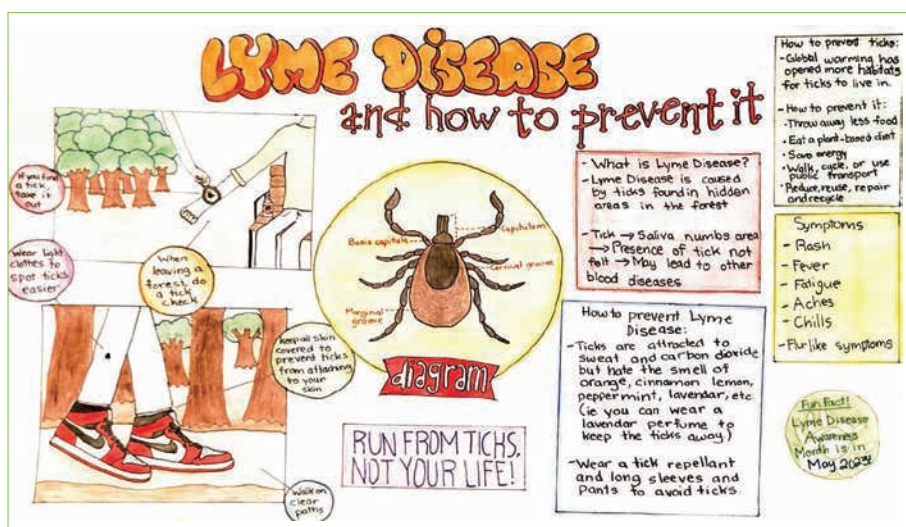 LYME DISEASE
and how to prevent it
If you find
a tick,
take it
out
Wear light
clothes to
spot ticks
easier
When
leaving a
forest, do
a tick
check
Keep all skin
covered to
prevent ticks
from attaching
to your
skin
Walk on
clear
paths
Basis capituli
Capitulum
Cervical groove
Marginal
groove
diagram
RUN FROM TICKS,
NOT YOUR LIFE!
- What is Lyme Disease?
- Lyme Disease is caused
by ticks found in hidden
areas in the forest
- Tick → Saliva numbs area
→ Presence of tick not
felt → May lead to other
blood diseases
How to prevent Lyme
Disease:
- Ticks are attracted to
sweat and carbon dioxide
but hate the smell of
orange, cinnamon lemon,
peppermint, lavendar, etc
(ie you can wear a
lavendar perfume to
keep the ticks away)
- Wear a tick repellant
and long sleeves and
pants to avoid ticks.
How to prevent ticks:
- Global warming has
opened more habitats
for ticks to live in.
- How to prevent it:
- Throw away less food
• Eat a plant-based diet
• Save energy
• Walk, cycle, or use
public transport
• Reduce, reuse, repair
and recycle
Symptoms
- Rash
- Fever
- Fatigue
- Aches
- Chills
- Flu-like symptoms
Fun Fact!
Lyme Disease
Awareness
Month is in
May 2023!